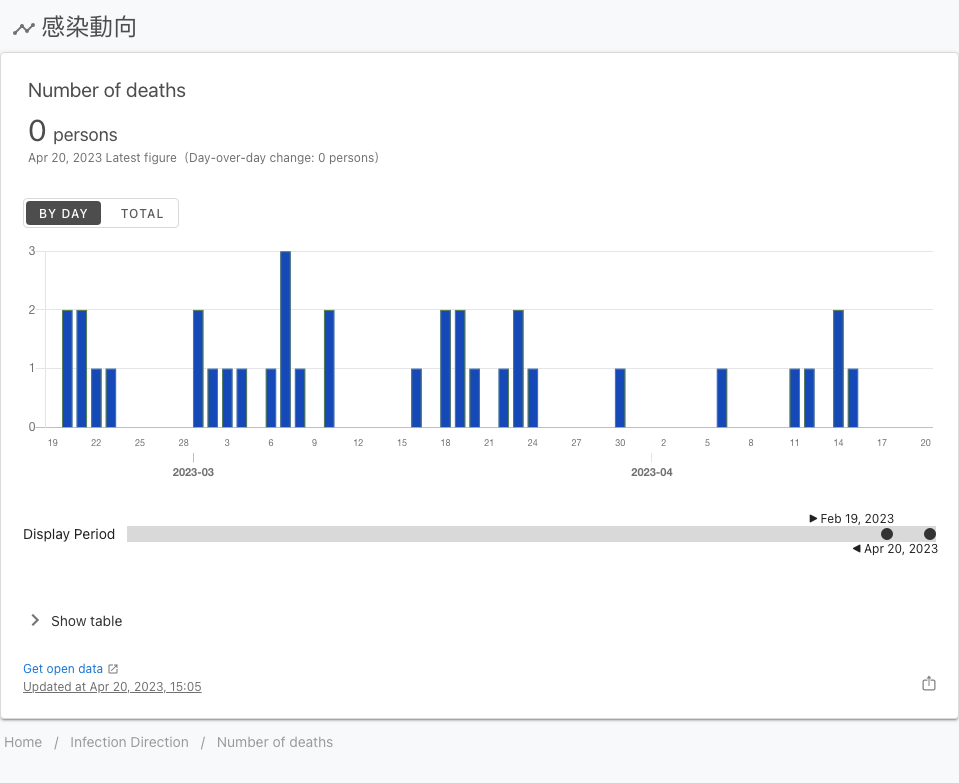 感染動向
Number of deaths
0 persons
Apr 20, 2023 Latest figure (Day-over-day change: 0 persons)
BY DAY TOTAL
3
2
1
0
19 22 25 28 3 6 9 12 15 18 21 24 27 30 2 5 8 11 14 17 20
2023-03 2023-04
Feb 19, 2023
Display Period
Apr 20, 2023
Show table
Get open data
Updated at Apr 20, 2023, 15:05
Home / Infection Direction / Number of deaths